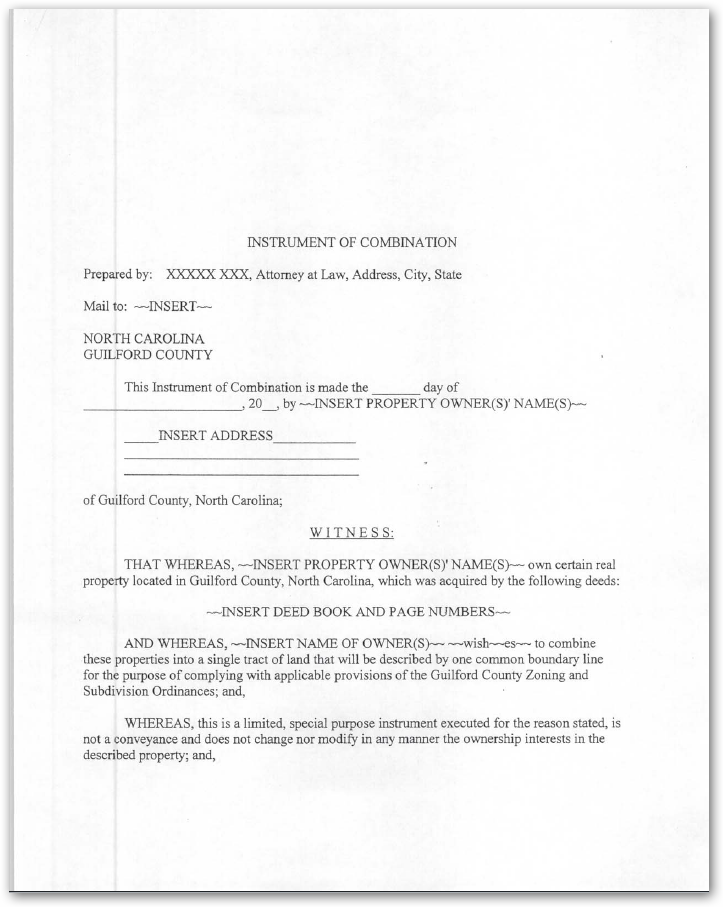 INSTRUMENT OF COMBINATION
Prepared by: XXXXX XXX, Attorney at Law, Address, City, State
Mail to: ~~INSERT~~
NORTH CAROLINA
GUILFORD COUNTY
This Instrument of Combination is made the _______ day of
_______________________, 20__, by ~~INSERT PROPERTY OWNER(S)' NAME(S)~~
_____INSERT ADDRESS____________
__________________________________
__________________________________
of Guilford County, North Carolina;
W I T N E S S:
THAT WHEREAS, ~~INSERT PROPERTY OWNER(S)' NAME(S)~~ own certain real
property located in Guilford County, North Carolina, which was acquired by the following deeds:
~~INSERT DEED BOOK AND PAGE NUMBERS~~
AND WHEREAS, ~~INSERT NAME OF OWNER(S)~~ ~~wish~~es~~ to combine
these properties into a single tract of land that will be described by one common boundary line
for the purpose of complying with applicable provisions of the Guilford County Zoning and
Subdivision Ordinances; and,
WHEREAS, this is a limited, special purpose instrument executed for the reason stated, is
not a conveyance and does not change nor modify in any manner the ownership interests in the
described property; and,